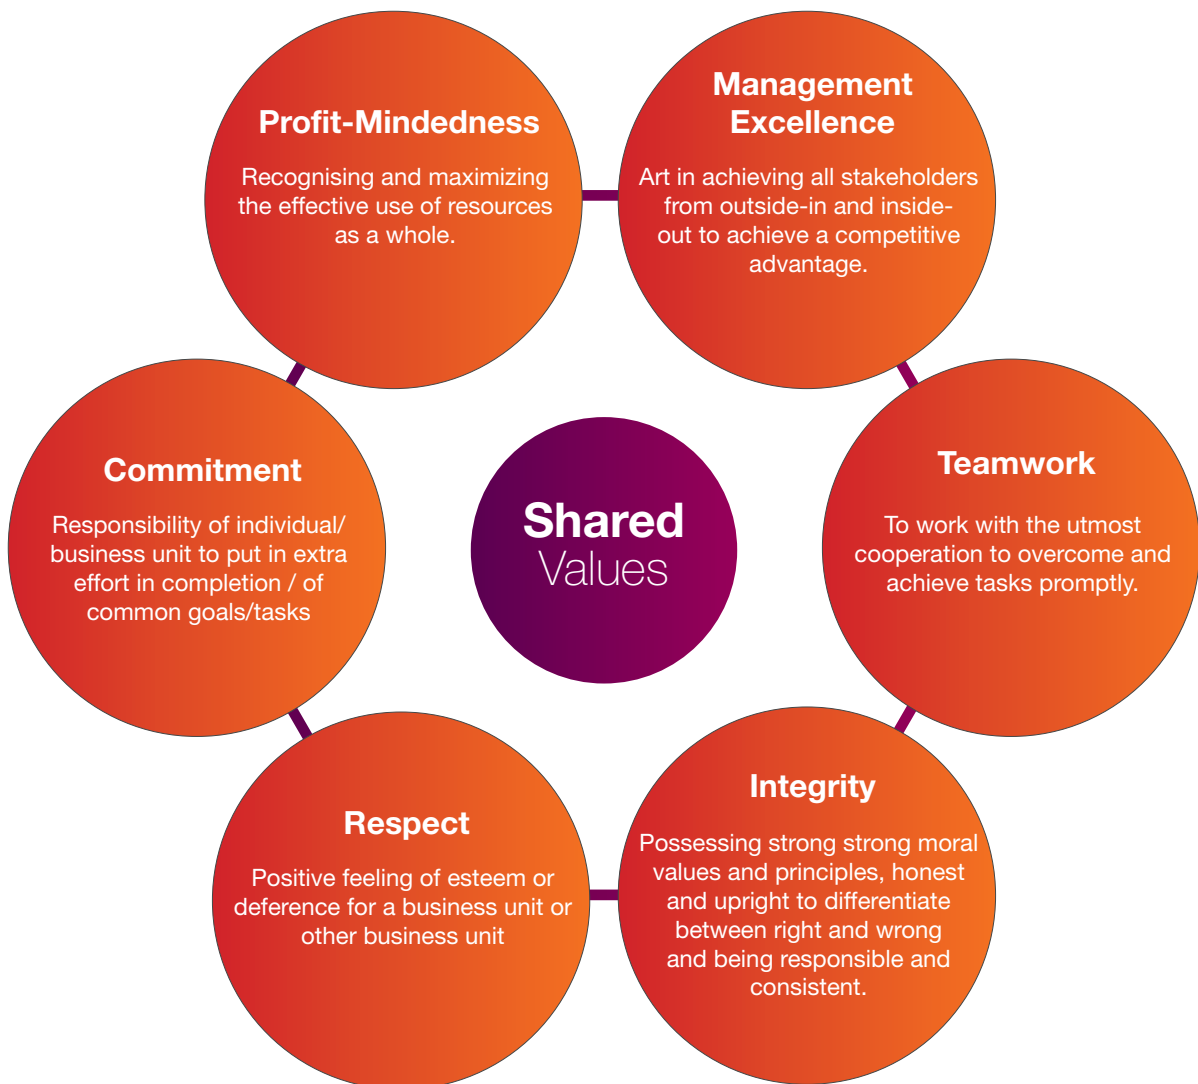 Profit-Mindedness
Recognising and maximizing
the effective use of resources
as a whole.
Management
Excellence
Art in achieving all stakeholders
from outside-in and inside-
out to achieve a competitive
advantage.
Commitment
Responsibility of individual/
business unit to put in extra
effort in completion / of
common goals/tasks
Shared
Values
Teamwork
To work with the utmost
cooperation to overcome and
achieve tasks promptly.
Respect
Positive feeling of esteem or
deference for a business unit or
other business unit
Integrity
Possessing strong strong moral
values and principles, honest
and upright to differentiate
between right and wrong
and being responsible and
consistent.